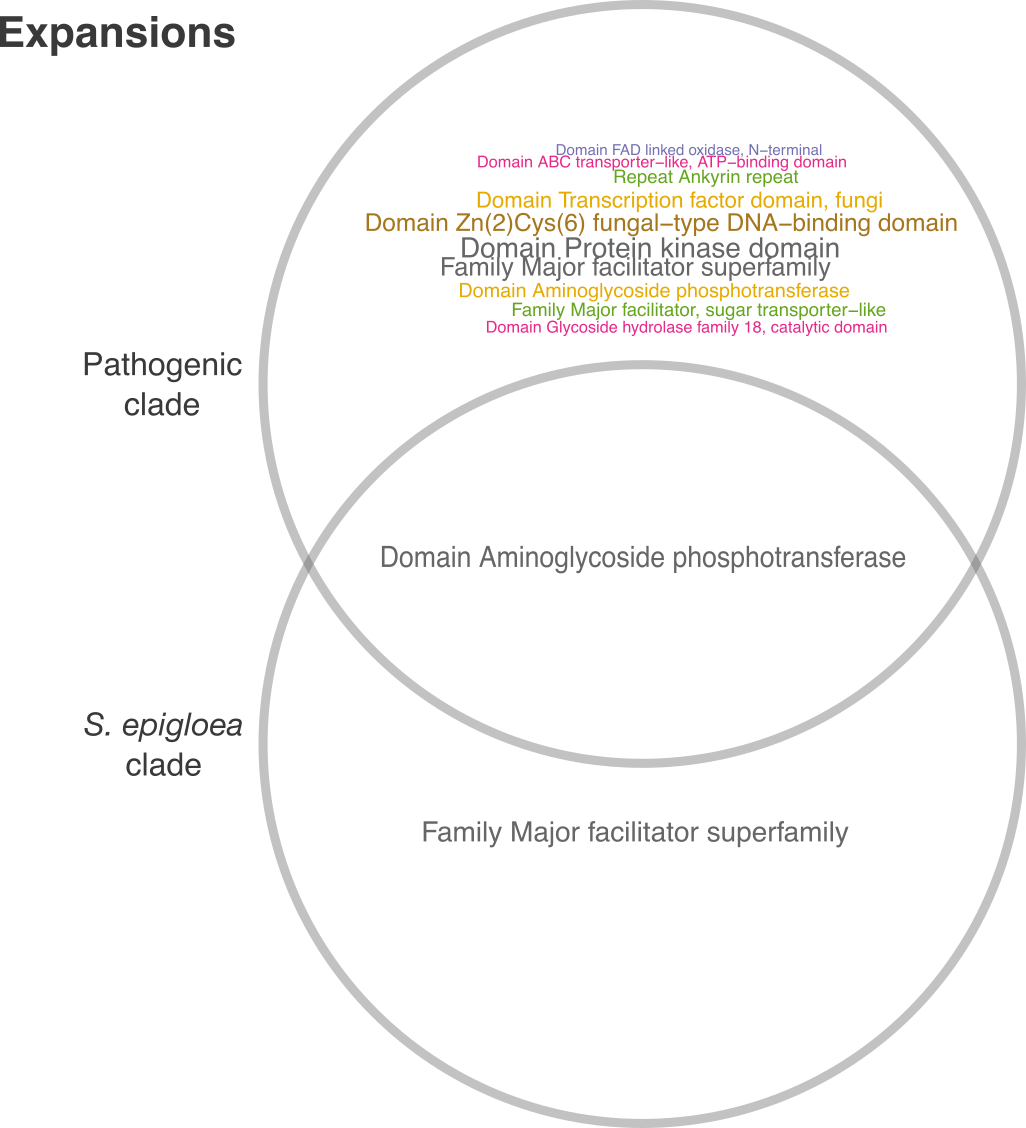 Expansions
Domain FAD linked oxidase, N−terminal
Domain ABC transporter−like, ATP−binding domain
Repeat Ankyrin repeat
Domain Transcription factor domain, fungi
Domain Zn(2)Cys(6) fungal−type DNA−binding domain
Domain Protein kinase domain
Family Major facilitator superfamily
Domain Aminoglycoside phosphotransferase
Family Major facilitator, sugar transporter−like
Domain Glycoside hydrolase family 18, catalytic domain
Pathogenic
clade
Domain Aminoglycoside phosphotransferase
S. epigloea
clade
Family Major facilitator superfamily